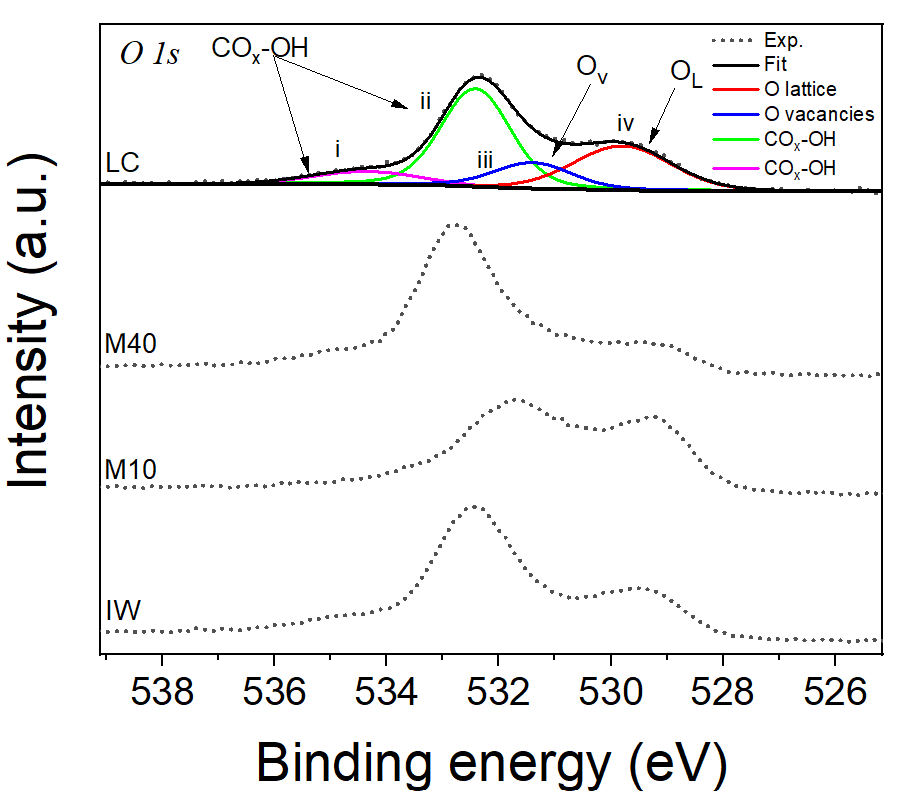 O 1s
COx-OH
i
ii
iii
iv
Ov
OL
Exp.
Fit
O lattice
O vacancies
COx-OH
COx-OH
LC
M40
M10
IW
Intensity (a.u.)
538 536 534 532 530 528 526
Binding energy (eV)